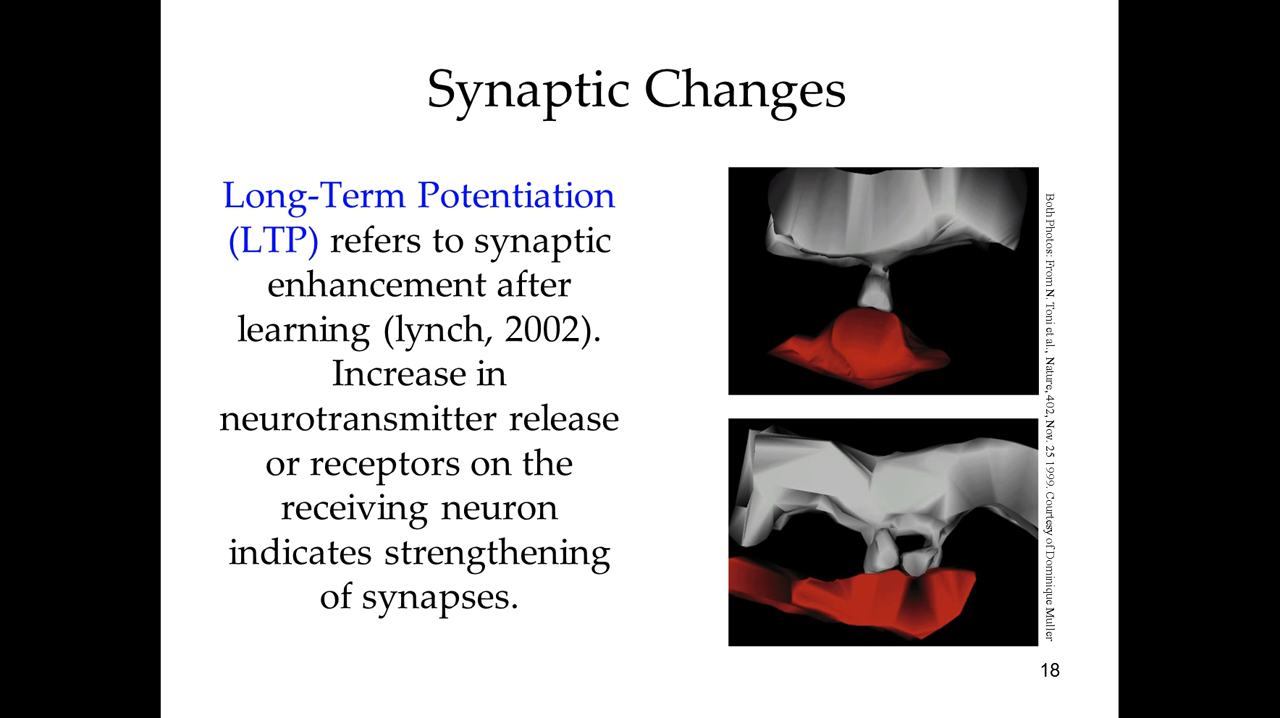 Synaptic Changes
Long-Term Potentiation
(LTP) refers to synaptic
enhancement after
learning (lynch, 2002).
Increase in
neurotransmitter release
or receptors on the
receiving neuron
indicates strengthening
of synapses.
Both Photos: From N. Toni et al., Nature, 402, Nov. 25 1999. Courtesy of Dominique Muller
18